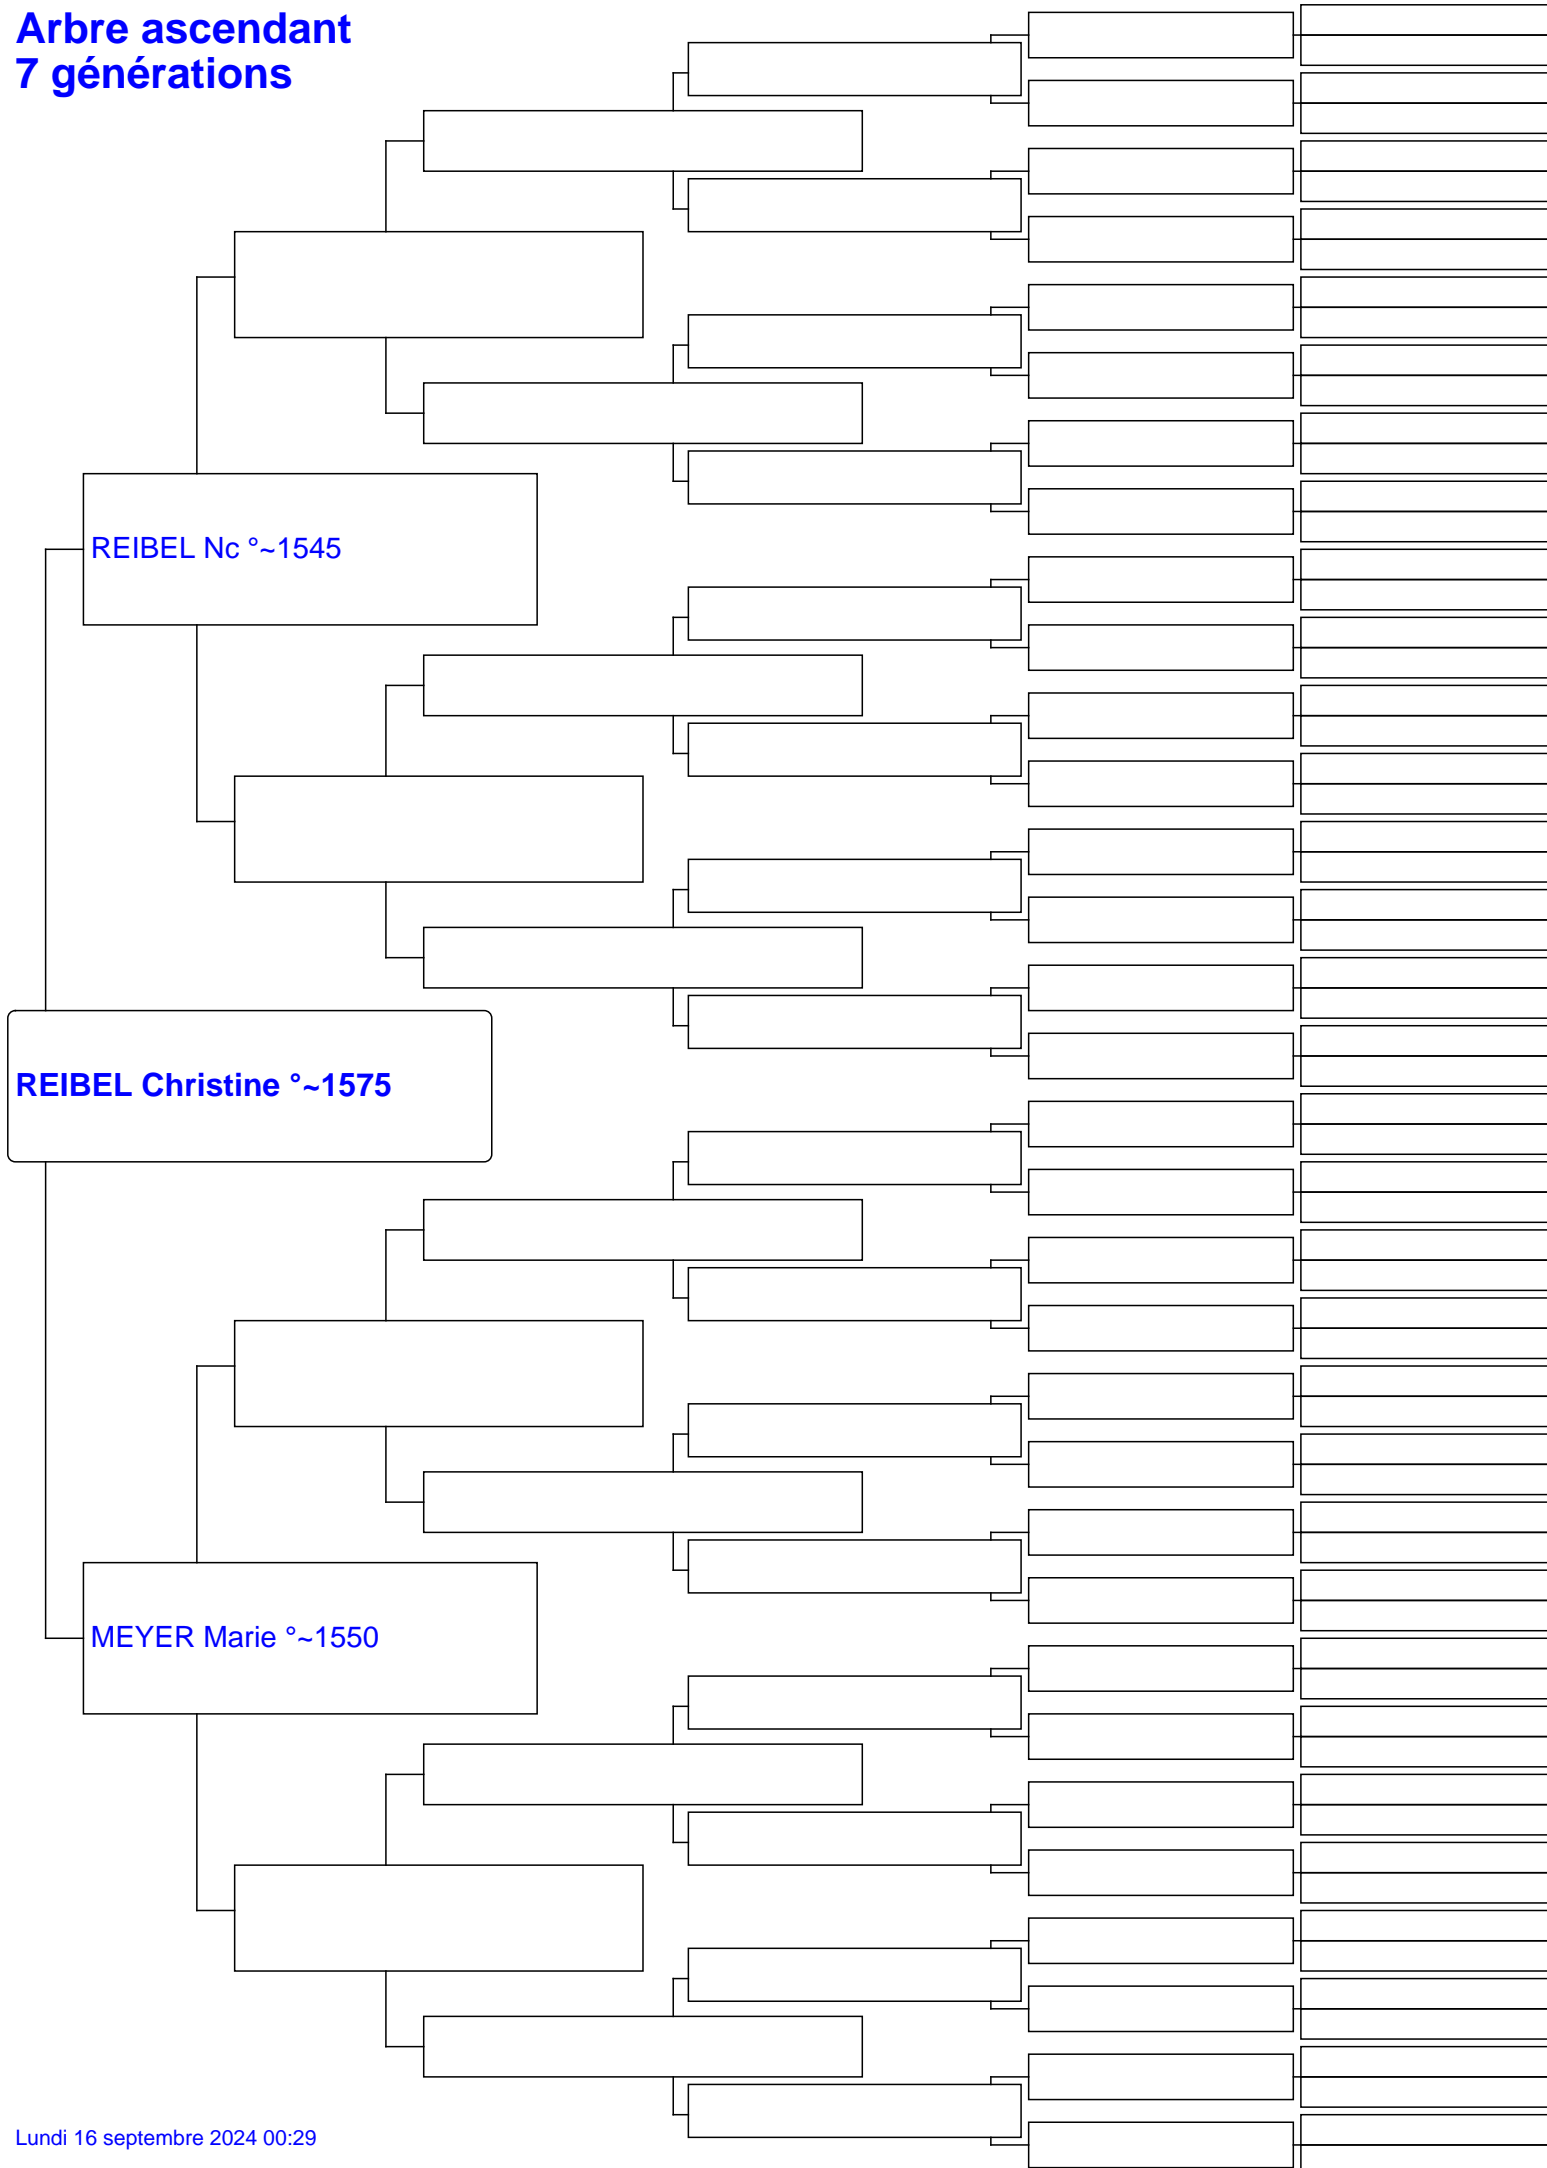 Arbre ascendant
7 générations
REIBEL Nc °~1545
REIBEL Christine °~1575
MEYER Marie °~1550
Lundi 16 septembre 2024 00:29